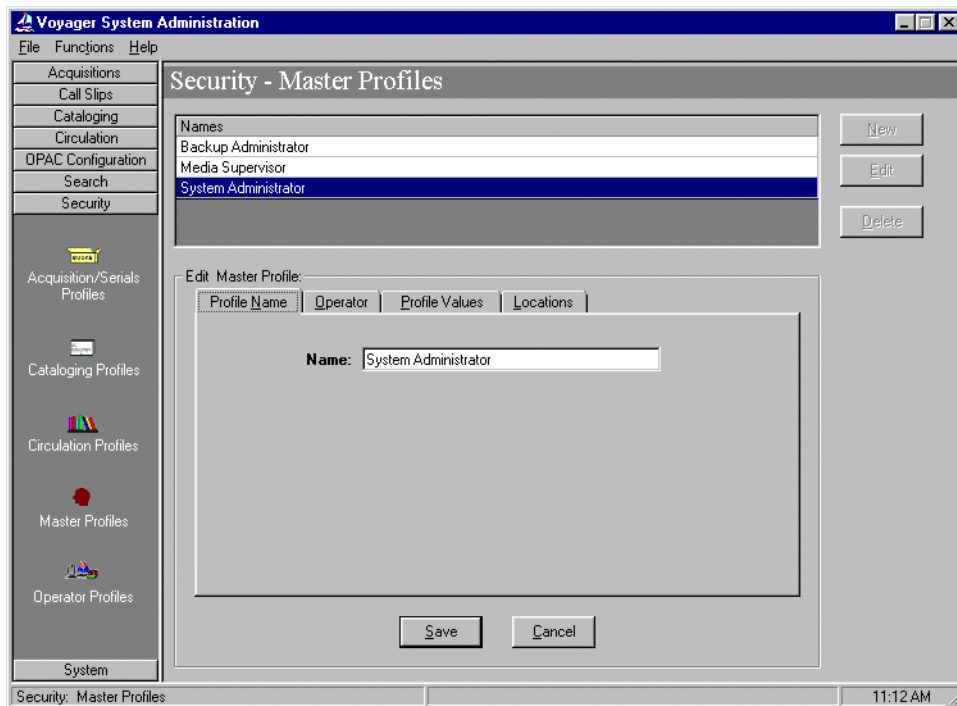 Voyager System Administration
File Functions Help
Acquisitions
Call Slips
Cataloging
Circulation
OPAC Configuration
Search
Security
Acquisition/Serials
Profiles
Cataloging Profiles
Circulation Profiles
Master Profiles
Operator Profiles
System
Security - Master Profiles
Names
Backup Administrator
Media Supervisor
System Administrator
New
Edit
Delete
Edit Master Profile:
Profile Name Operator Profile Values Locations
Name: System Administrator
Save Cancel
Security: Master Profiles 11:12 AM